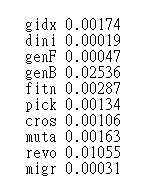 gidx 0.00174
dini 0.00019
genF 0.00047
genB 0.02536
fitn 0.00287
pick 0.00134
cros 0.00106
muta 0.00163
revo 0.01055
migr 0.00031